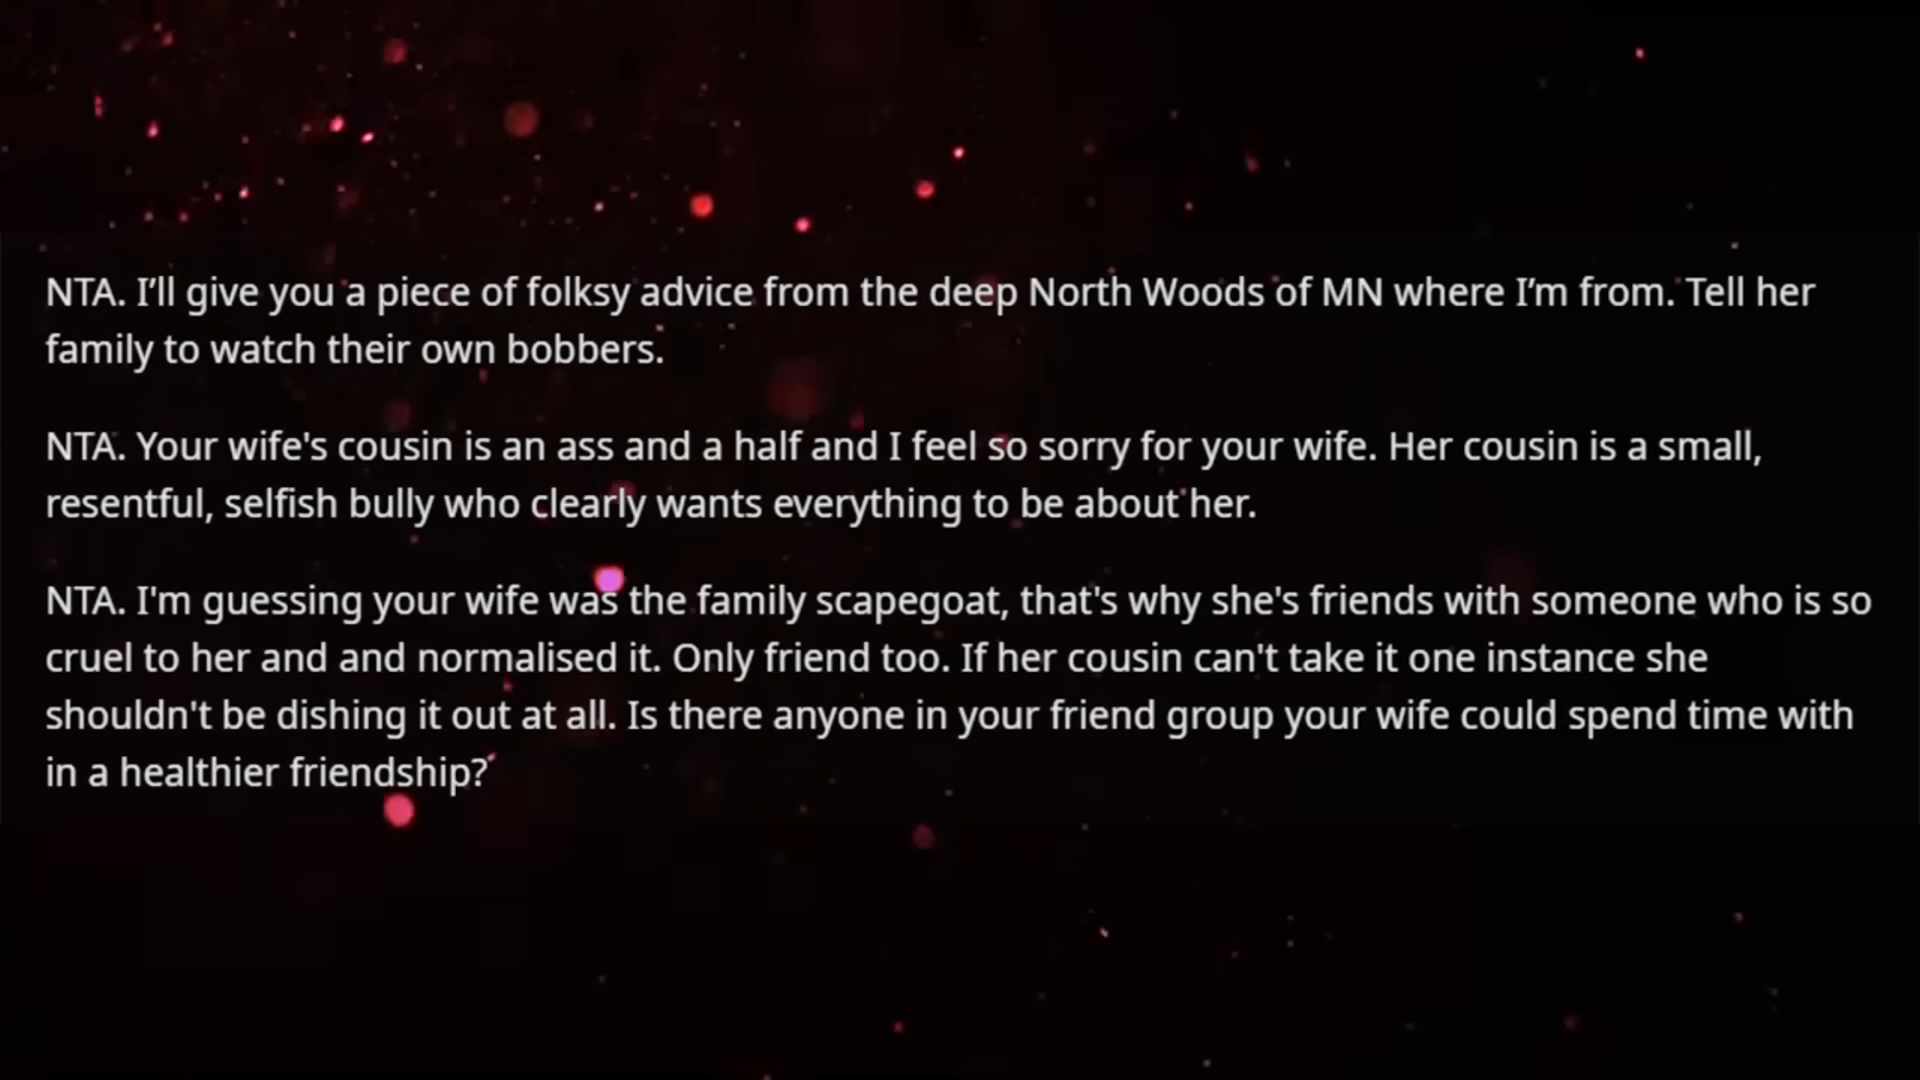 NTA. I’ll give you a piece of folksy advice from the deep North Woods of MN where I’m from. Tell her
family to watch their own bobbers.
NTA. Your wife's cousin is an ass and a half and I feel so sorry for your wife. Her cousin is a small,
resentful, selfish bully who clearly wants everything to be about her.
NTA. I'm guessing your wife was the family scapegoat, that's why she's friends with someone who is so
cruel to her and and normalised it. Only friend too. If her cousin can't take it one instance she
shouldn't be dishing it out at all. Is there anyone in your friend group your wife could spend time with
in a healthier friendship?